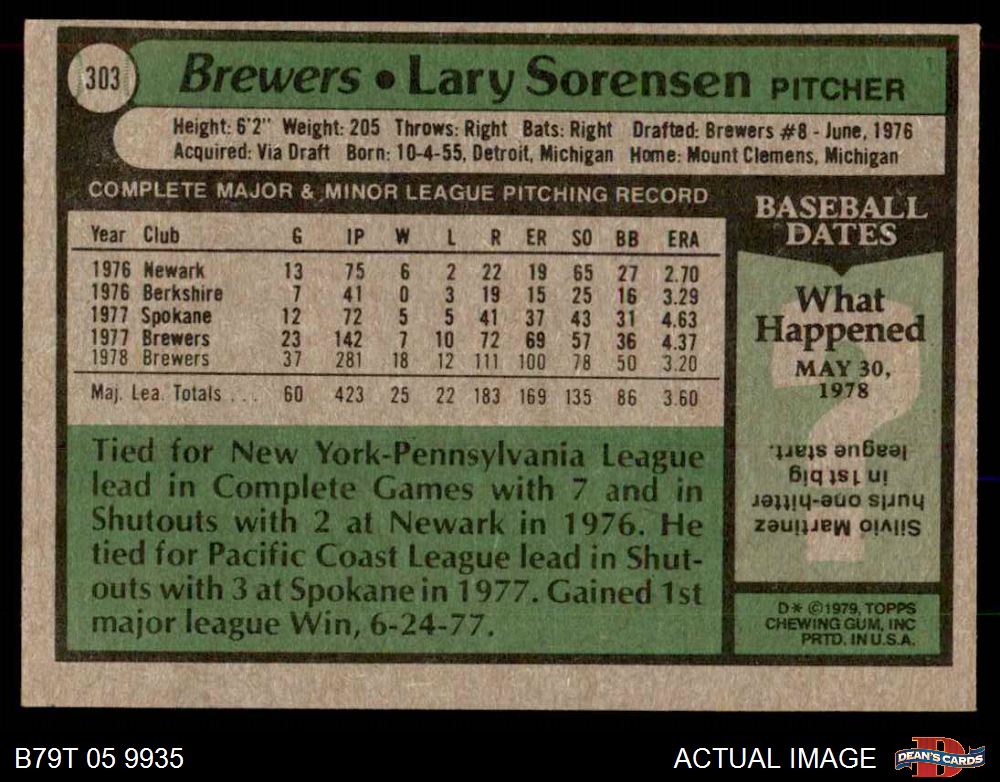 303 Brewers • Lary Sorensen PITCHER
Height: 6'2" Weight: 205 Throws: Right Bats: Right Drafted: Brewers #8 - June, 1976
Acquired: Via Draft Born: 10-4-55, Detroit, Michigan Home: Mount Clemens, Michigan
COMPLETE MAJOR & MINOR LEAGUE PITCHING RECORD
Year Club G IP W L R ER SO BB ERA
1976 Newark 13 75 6 2 22 19 65 27 2.70
1976 Berkshire 7 41 0 3 19 15 25 16 3.29
1977 Spokane 12 72 5 5 41 37 43 31 4.63
1977 Brewers 23 142 7 10 72 69 57 36 4.37
1978 Brewers 37 281 18 12 111 100 78 50 3.20
Maj. Lea. Totals . . . 60 423 25 22 183 169 135 86 3.60
Tied for New York-Pennsylvania League
lead in Complete Games with 7 and in
Shutouts with 2 at Newark in 1976. He
tied for Pacific Coast League lead in Shut-
outs with 3 at Spokane in 1977. Gained 1st
major league Win, 6-24-77.
BASEBALL
DATES
What
Happened
MAY 30,
1978
Silvio Martinez
hurls one-hitter
in 1st big
league start.
D* ©1979, TOPPS
CHEWING GUM, INC
PRTD. IN U.S.A.
B79T 05 9935
ACTUAL IMAGE
D
DEAN'S CARDS